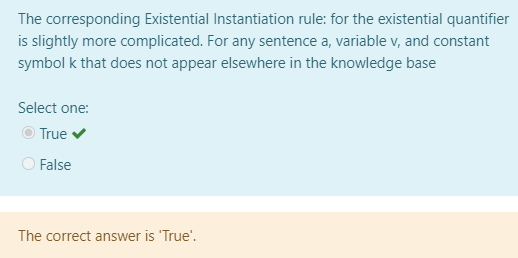 The corresponding Existential Instantiation rule: for the existential quantifier
is slightly more complicated. For any sentence a, variable v, and constant
symbol k that does not appear elsewhere in the knowledge base
Select one:
True
False
The correct answer is 'True'.